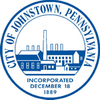 CITY OF JOHNSTOWN, PENNSYLVANIA
INCORPORATED
DECEMBER 18
1889